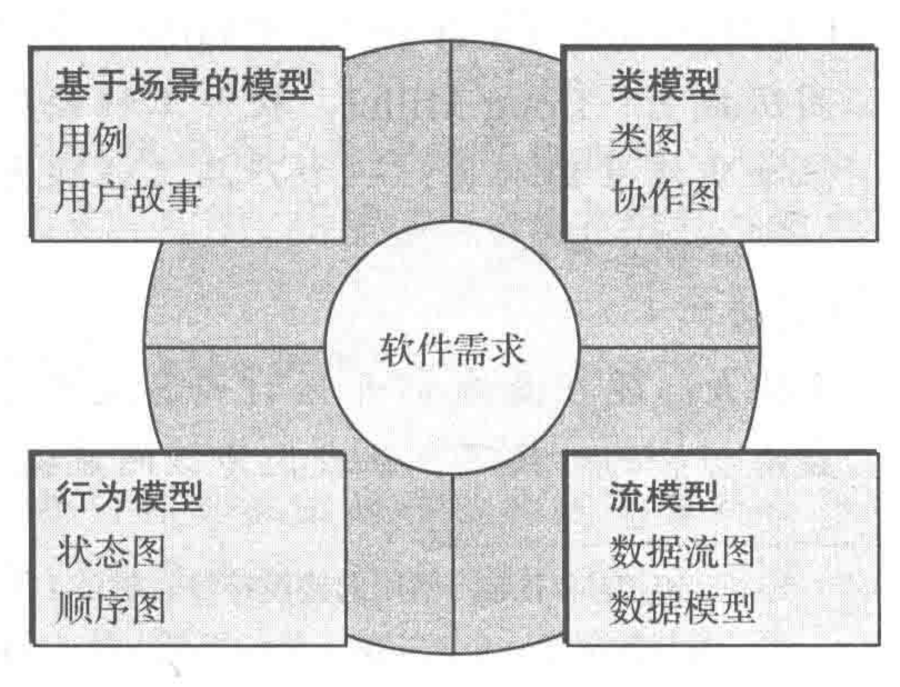 基于场景的模型
用例
用户故事
类模型
类图
协作图
软件需求
行为模型
状态图
顺序图
流模型
数据流图
数据模型